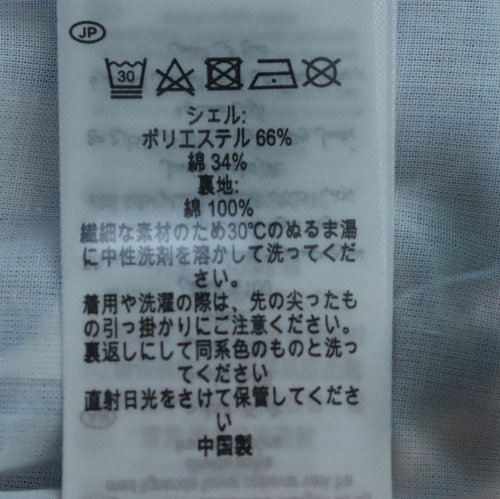 JP
30
シェル:
ポリエステル 66%
綿 34%
裏地:
綿 100%
繊細な素材のため30℃のぬるま湯
に中性洗剤を溶かして洗ってくだ
さい。
着用や洗濯の際は、先の尖ったも
の引っ掛かりにご注意ください。
裏返しにして同系色のものと洗っ
てください
直射日光をさけて保管してくださ
い
中国製